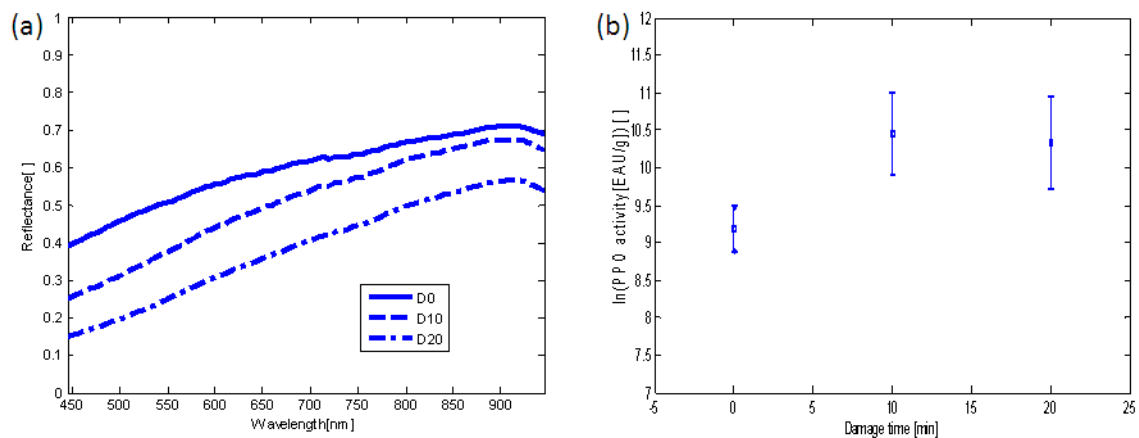 (a)
1
0.9
0.8
0.7
0.6
0.5
0.4
0.3
0.2
0.1
0
Reflectance[ ]
450 500 550 600 650 700 750 800 850 900
Wavelength[nm]
D0
D10
D20
(b)
12
11.5
11
10.5
10
9.5
9
8.5
8
7.5
7
ln(PPO activity[EAU/g]) [ ]
-5 0 5 10 15 20 25
Damage time [min]